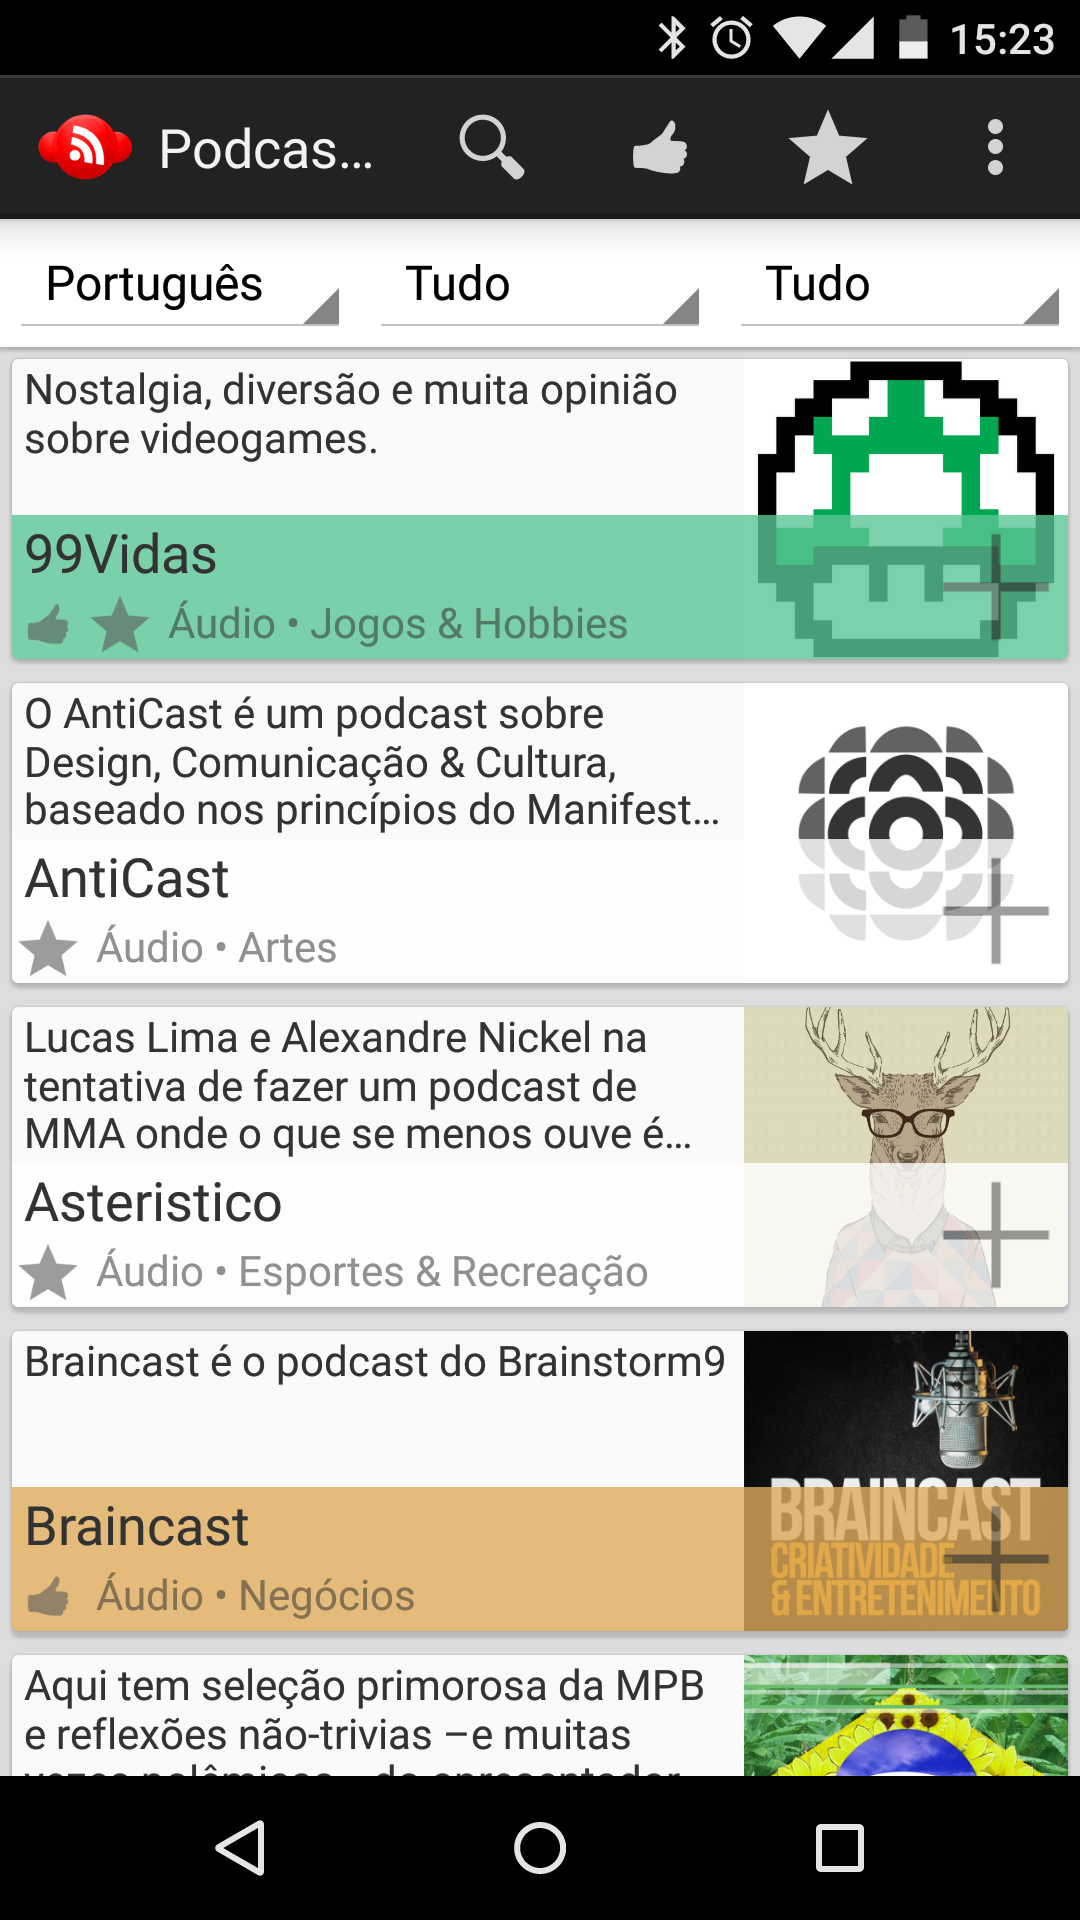 15:23
Podcas...
Português
Tudo
Tudo
Nostalgia, diversão e muita opinião
sobre videogames.
99Vidas
Áudio • Jogos & Hobbies
O AntiCast é um podcast sobre
Design, Comunicação & Cultura,
baseado nos princípios do Manifest...
AntiCast
Áudio • Artes
Lucas Lima e Alexandre Nickel na
tentativa de fazer um podcast de
MMA onde o que se menos ouve é...
Asteristico
Áudio • Esportes & Recreação
Braincast é o podcast do Brainstorm9
BRAINCAST
CRIATIVIDADE
& ENTRETENIMENTO
Braincast
Áudio • Negócios
Aqui tem seleção primorosa da MPB
e reflexões não-trivias –e muitas